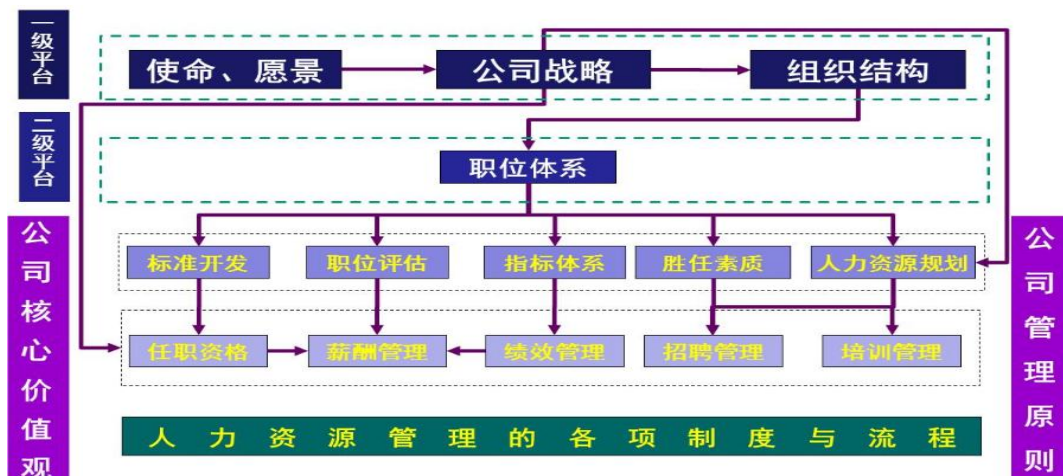 一级平台
使命、愿景
公司战略
组织结构
二级平台
职位体系
公司核心价值观
标准开发
职位评估
指标体系
胜任素质
人力资源规划
任职资格
薪酬管理
绩效管理
招聘管理
培训管理
人力资源管理的各项制度与流程
公司管理原则